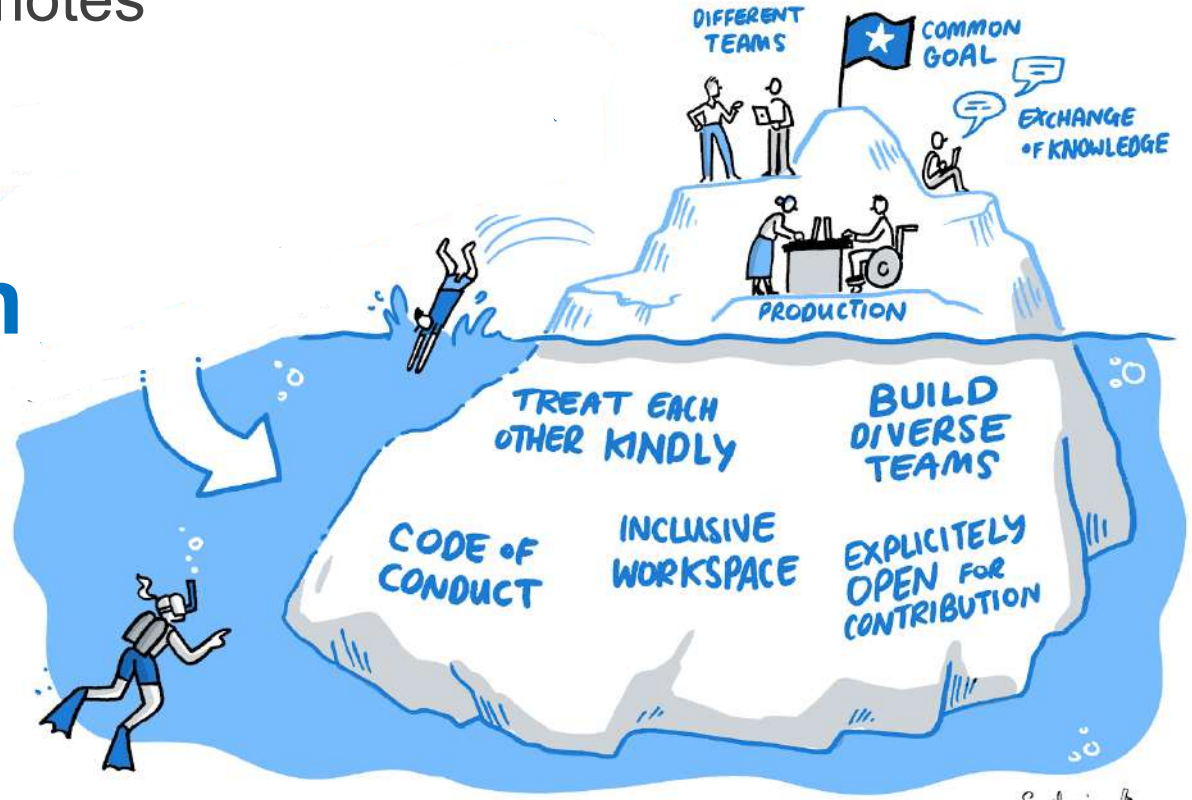 notes
n
DIFFERENT
TEAMS
COMMON
GOAL
EXCHANGE
OF KNOWLEDGE
PRODUCTION
TREAT EACH
OTHER KINDLY
BUILD
DIVERSE
TEAMS
CODE OF
CONDUCT
INCLUSIVE
WORKSPACE
EXPLICITELY
OPEN FOR
CONTRIBUTION